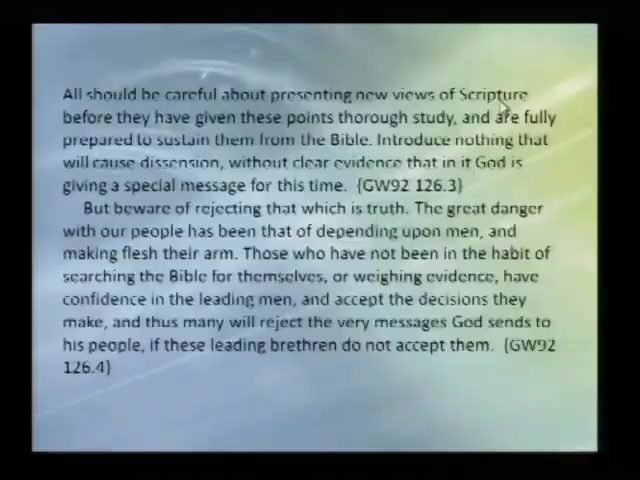 All should be careful about presenting new views of Scripture
before they have given these points thorough study, and are fully
prepared to sustain them from the Bible. Introduce nothing that
will cause dissension, without clear evidence that in it God is
giving a special message for this time. {GW92 126.3}
But beware of rejecting that which is truth. The great danger
with our people has been that of depending upon men, and
making flesh their arm. Those who have not been in the habit of
searching the Bible for themselves, or weighing evidence, have
confidence in the leading men, and accept the decisions they
make, and thus many will reject the very messages God sends to
his people, if these leading brethren do not accept them. {GW92
126.4}